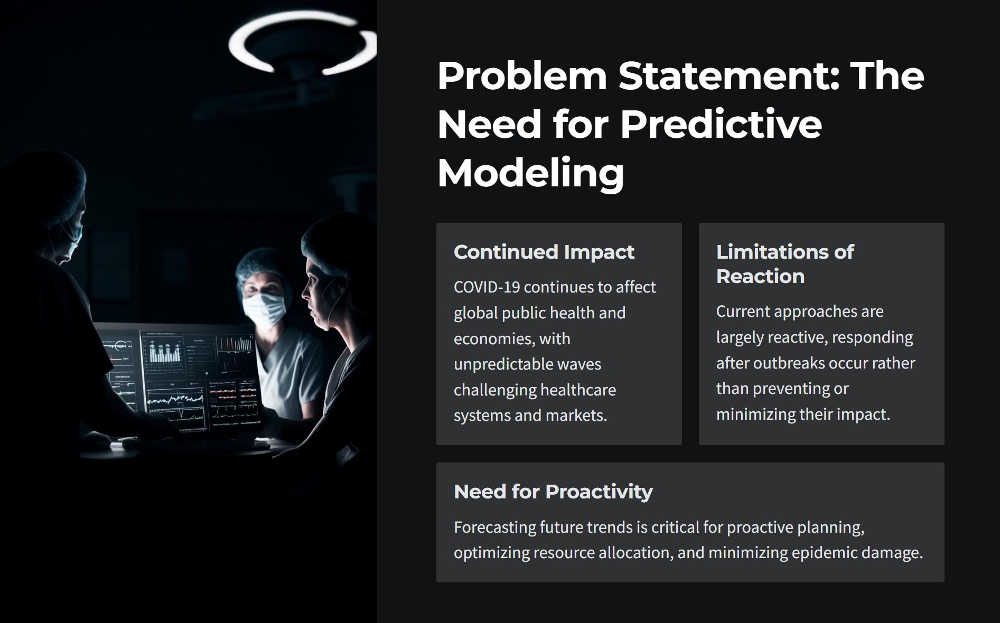 Problem Statement: The
Need for Predictive
Modeling
Continued Impact
COVID-19 continues to affect
global public health and
economies, with
unpredictable waves
challenging healthcare
systems and markets.
Limitations of
Reaction
Current approaches are
largely reactive, responding
after outbreaks occur rather
than preventing or
minimizing their impact.
Need for Proactivity
Forecasting future trends is critical for proactive planning,
optimizing resource allocation, and minimizing epidemic damage.